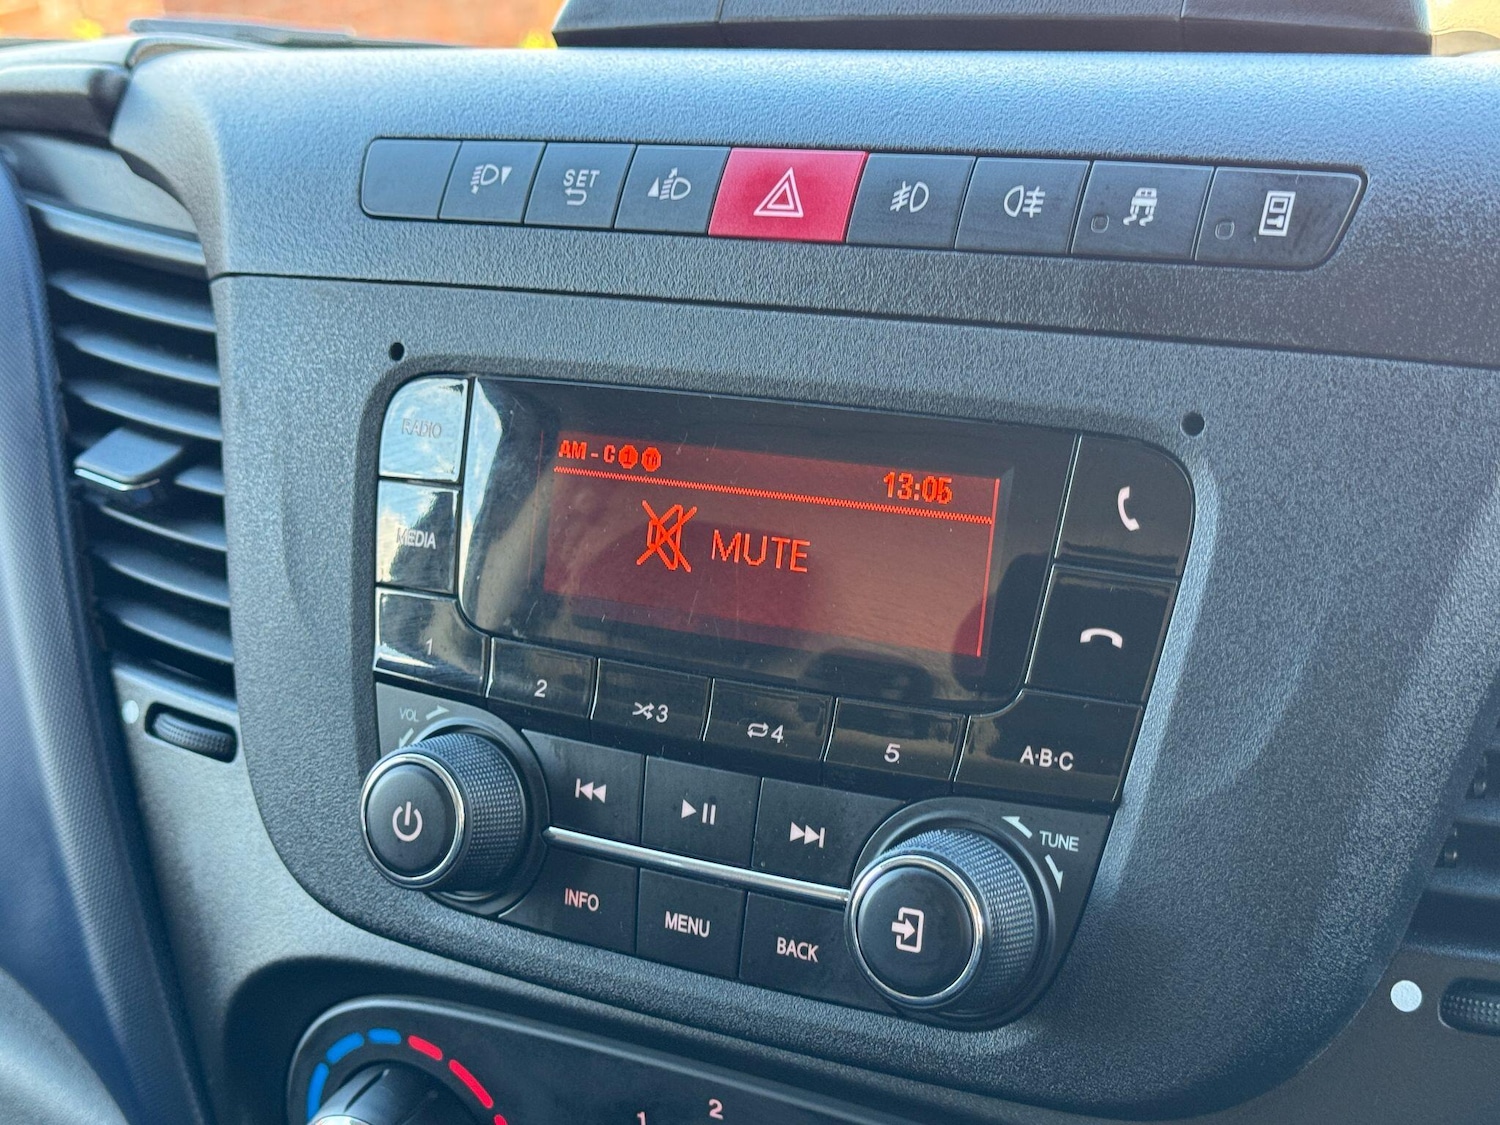 SET
RADIO
AM-C
13:05
MEDIA
MUTE
1
2
3
4
5
A·B·C
VOL
TUNE
INFO
MENU
BACK
1
2